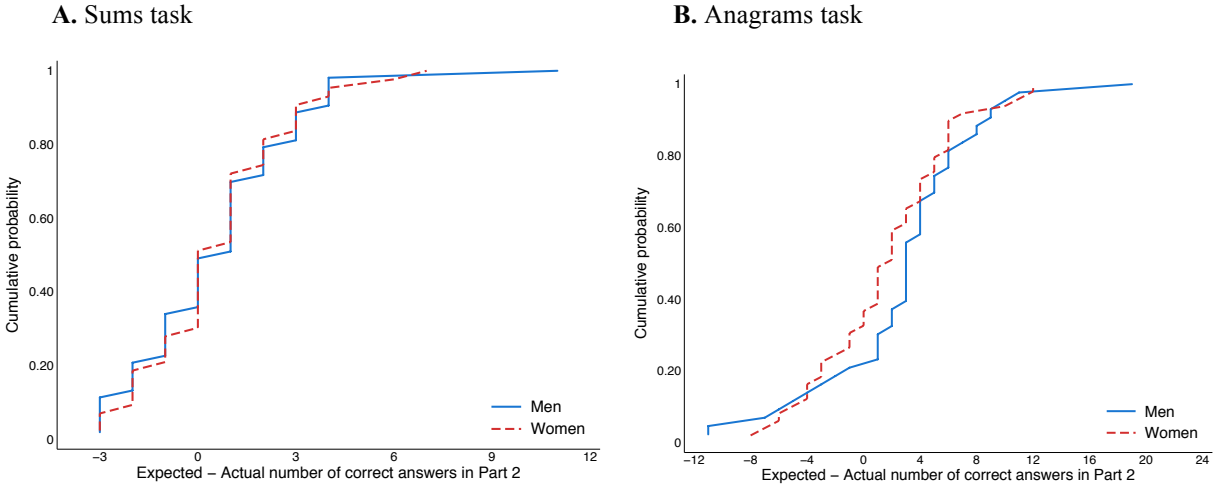 A. Sums task
1
0.80
0.60
0.40
0.20
0
Cumulative probability
Men
Women
−3
0
3
6
9
12
Expected − Actual number of correct answers in Part 2
B. Anagrams task
1
0.80
0.60
0.40
0.20
0
Cumulative probability
Men
Women
−12
−8
−4
0
4
8
12
16
20
24
Expected − Actual number of correct answers in Part 2